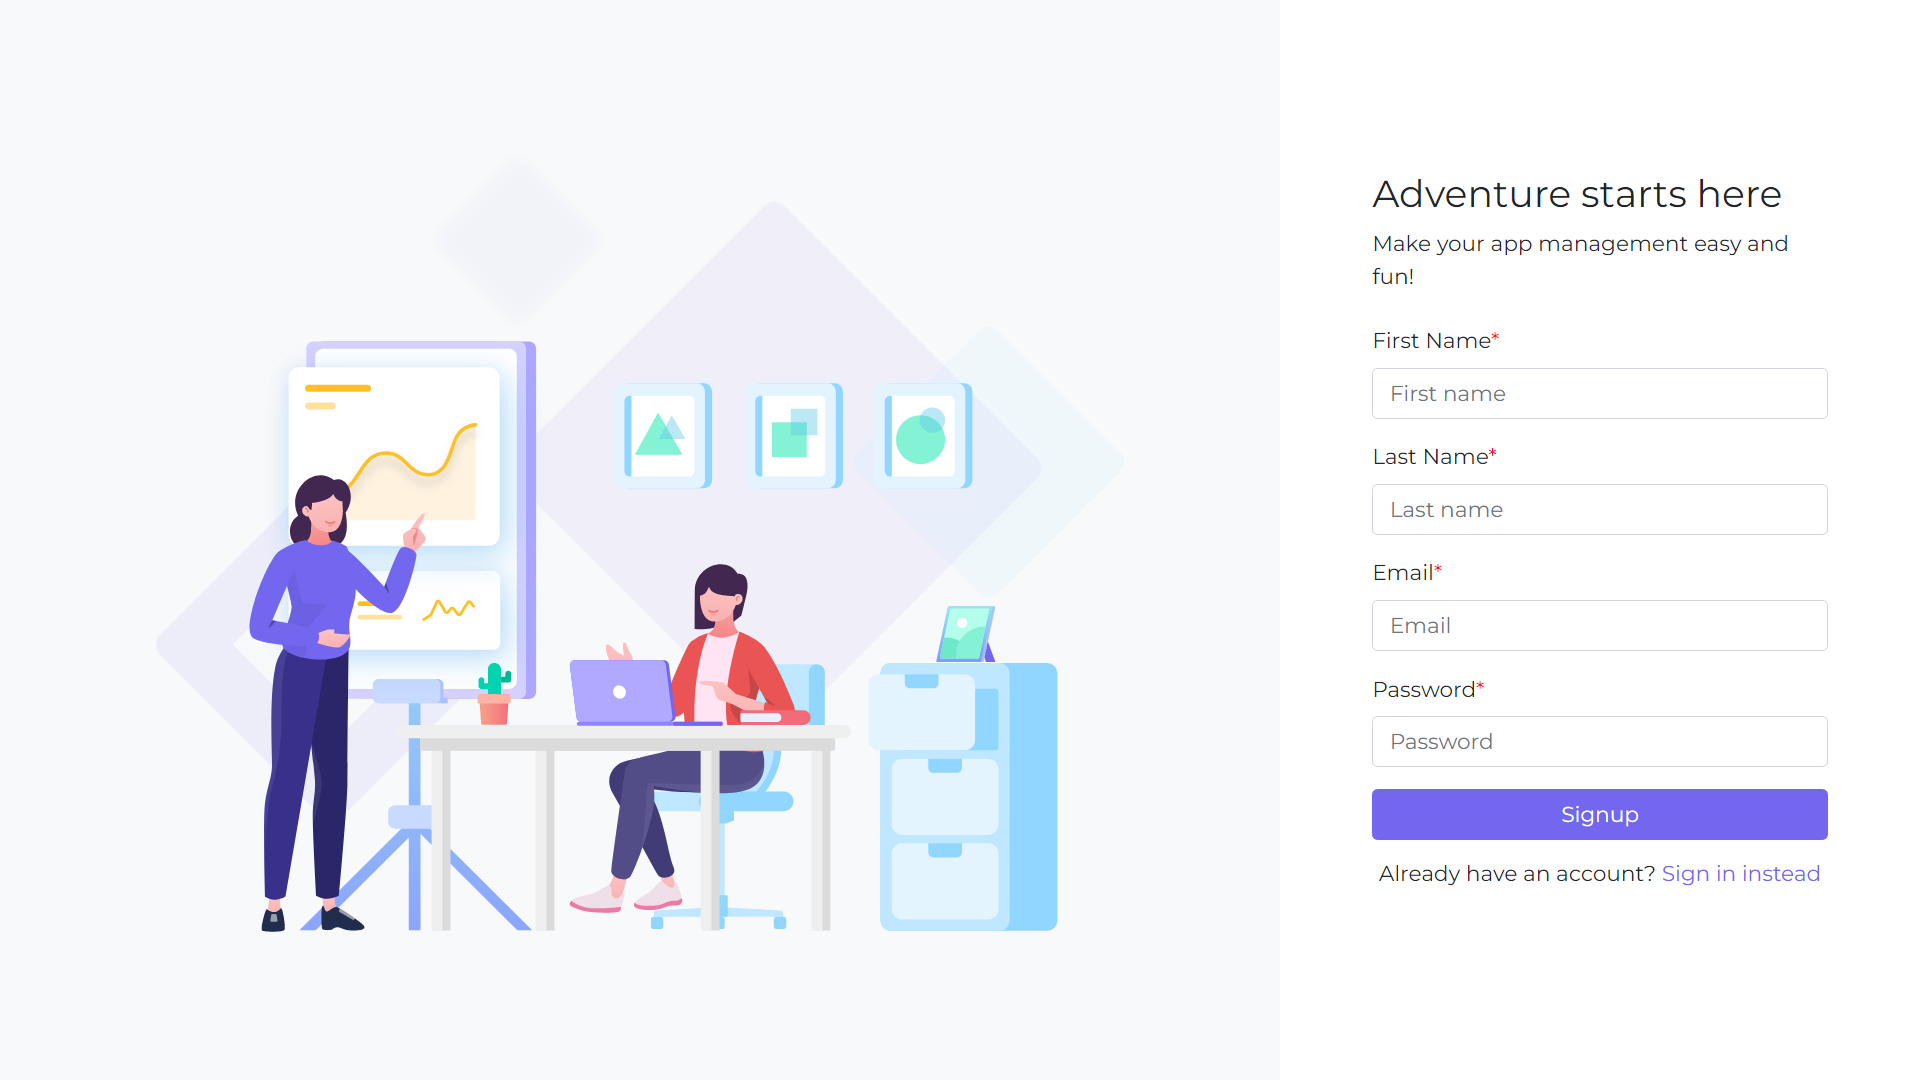 Adventure starts here
Make your app management easy and
fun!
First Name*
First name
Last Name*
Last name
Email*
Email
Password*
Password
Signup
Already have an account? Sign in instead